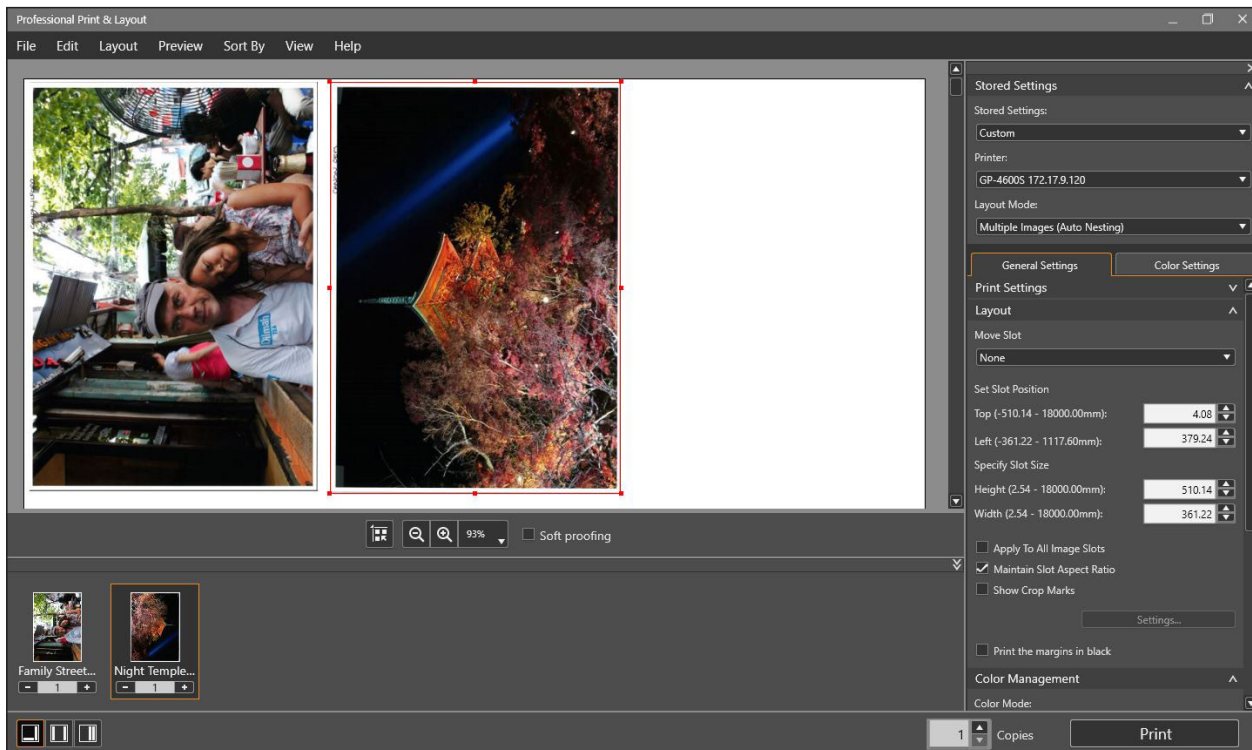 Professional Print & Layout
File Edit Layout Preview Sort By View Help
Stored Settings
Stored Settings:
Custom
Printer:
GP-4600S 172.17.9.120
Layout Mode:
Multiple Images (Auto Nesting)
General Settings Color Settings
Print Settings
Layout
Move Slot
None
Set Slot Position
Top (-510.14 - 18000.00mm): 4.08
Left (-361.22 - 1117.60mm): 379.24
Specify Slot Size
Height (2.54 - 18000.00mm): 510.14
Width (2.54 - 18000.00mm): 361.22
Apply To All Image Slots
Maintain Slot Aspect Ratio
Show Crop Marks
Settings...
Print the margins in black
Color Management
Color Mode:
93% Soft proofing
Family Street... Night Temple...
- 1 + - 1 +
1 Copies Print